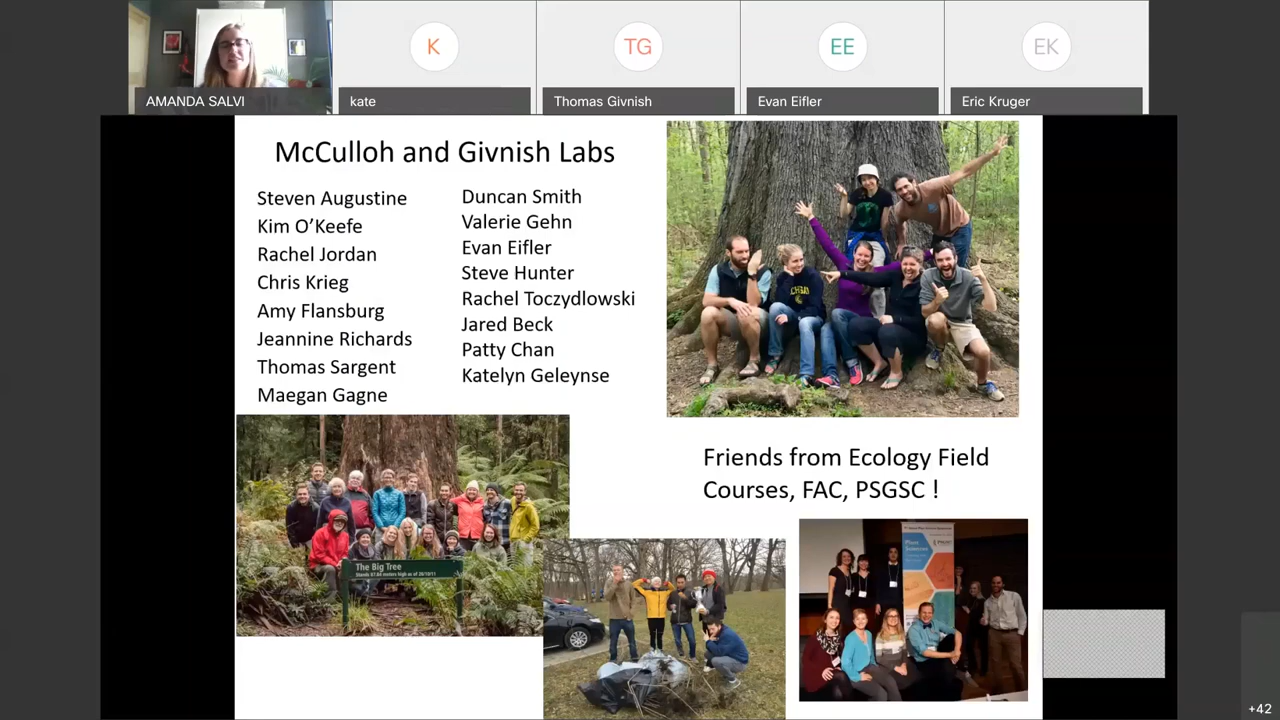 K
TG
EE
EK
AMANDA SALVI
kate
Thomas Givnish
Evan Eifler
Eric Kruger
McCulloh and Givnish Labs
Steven Augustine
Kim O'Keefe
Rachel Jordan
Chris Krieg
Amy Flansburg
Jeannine Richards
Thomas Sargent
Maegan Gagne
Duncan Smith
Valerie Gehn
Evan Eifler
Steve Hunter
Rachel Toczydlowski
Jared Beck
Patty Chan
Katelyn Geleynse
Friends from Ecology Field
Courses, FAC, PSGSC !
The Big Tree
Plant
Sciences
+42